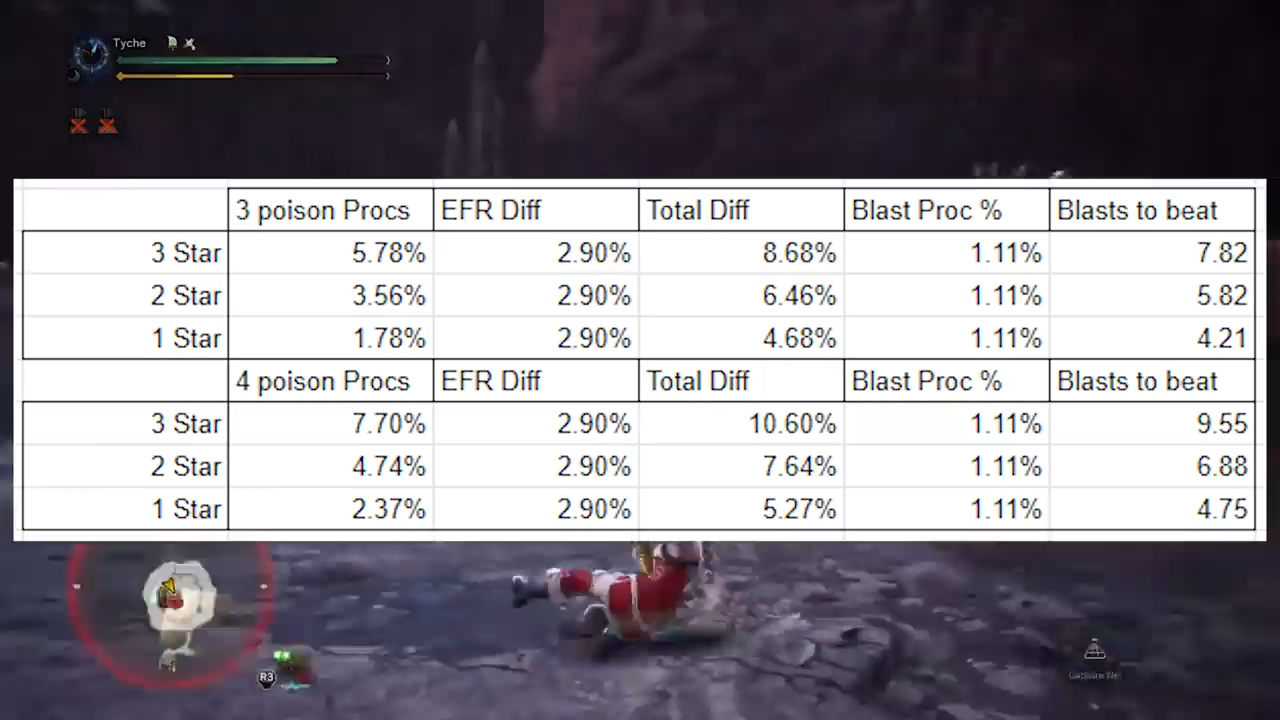 Tyche
3 poison Procs EFR Diff Total Diff Blast Proc % Blasts to beat
3 Star 5.78% 2.90% 8.68% 1.11% 7.82
2 Star 3.56% 2.90% 6.46% 1.11% 5.82
1 Star 1.78% 2.90% 4.68% 1.11% 4.21
4 poison Procs EFR Diff Total Diff Blast Proc % Blasts to beat
3 Star 7.70% 2.90% 10.60% 1.11% 9.55
2 Star 4.74% 2.90% 7.64% 1.11% 6.88
1 Star 2.37% 2.90% 5.27% 1.11% 4.75
R3